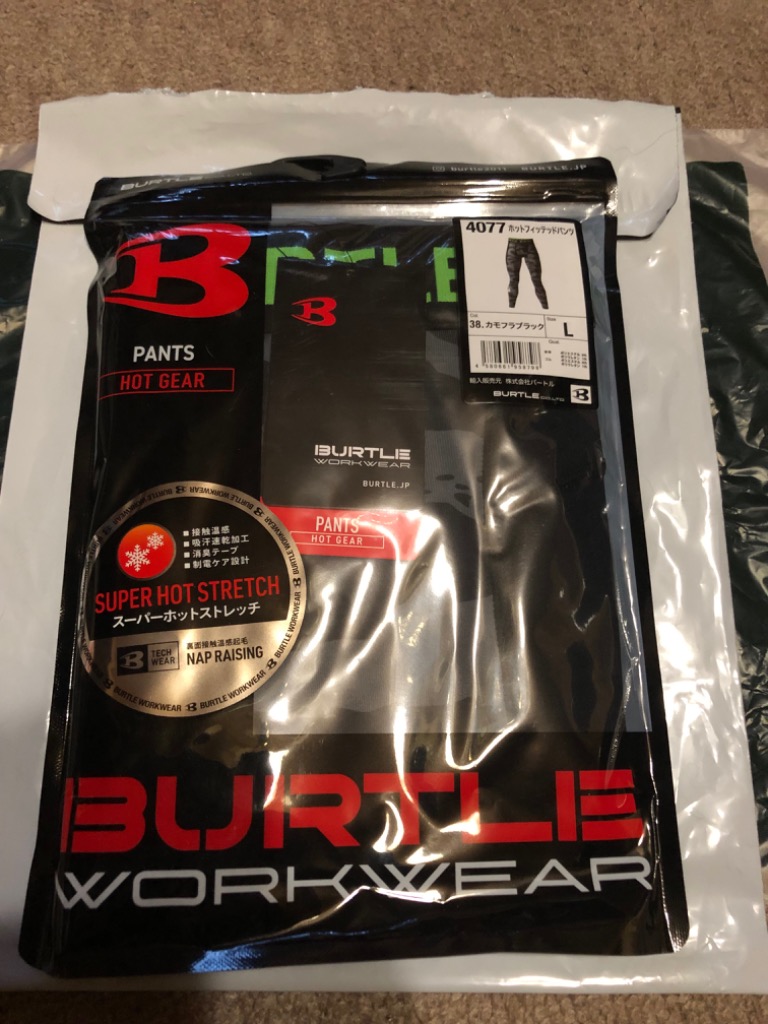 BURTLE
BURTLE.JP
B
PANTS
HOT GEAR
B
BURTLE
WORKWEAR
BURTLE.JP
PANTS
HOT GEAR
4077 ホットフィッテッドパンツ
38.カモフラブラック
L
輸入販売元 株式会社バートル
BURTLE
B
BURTLE WORKWEAR
■ 接触温感
■ 吸汗速乾加工
■ 消臭テープ
■ 制電ケア設計
SUPER HOT STRETCH
スーパーホットストレッチ
B TECH WEAR
裏面接触温感起毛
NAP RAISING
BURTLE WORKWEAR
BURTLE WORKWEAR
BURTLE
WORKWEAR